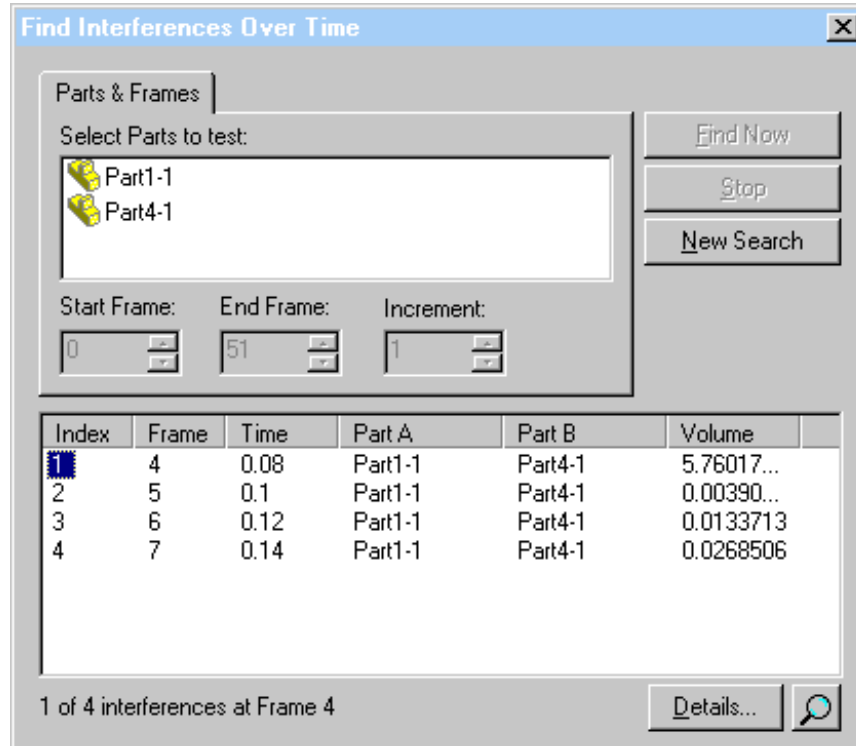 Find Interferences Over Time
Parts & Frames
Select Parts to test:
Part1-1
Part4-1
Find Now
Stop
New Search
Start Frame: End Frame: Increment:
0 51 1
Index Frame Time Part A Part B Volume
1 4 0.08 Part1-1 Part4-1 5.76017...
2 5 0.1 Part1-1 Part4-1 0.00390...
3 6 0.12 Part1-1 Part4-1 0.0133713
4 7 0.14 Part1-1 Part4-1 0.0268506
1 of 4 interferences at Frame 4
Details...